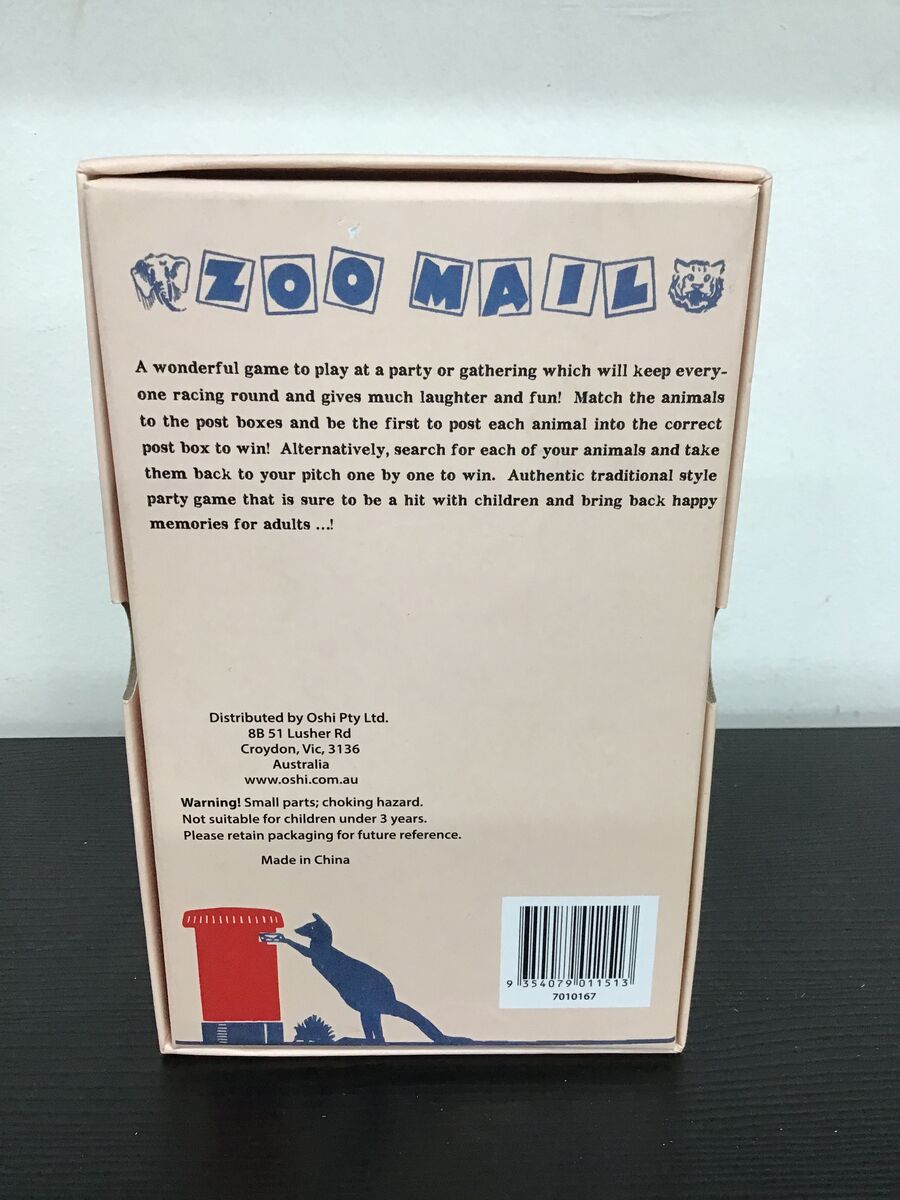 ZOO MAIL
A wonderful game to play at a party or gathering which will keep every-
one racing round and gives much laughter and fun! Match the animals
to the post boxes and be the first to post each animal into the correct
post box to win! Alternatively, search for each of your animals and take
them back to your pitch one by one to win. Authentic traditional style
party game that is sure to be a hit with children and bring back happy
memories for adults ...!
Distributed by Oshi Pty Ltd.
8B 51 Lusher Rd
Croydon, Vic, 3136
Australia
www.oshi.com.au
Warning! Small parts; choking hazard.
Not suitable for children under 3 years.
Please retain packaging for future reference.
Made in China
9 354079 011513
7010167